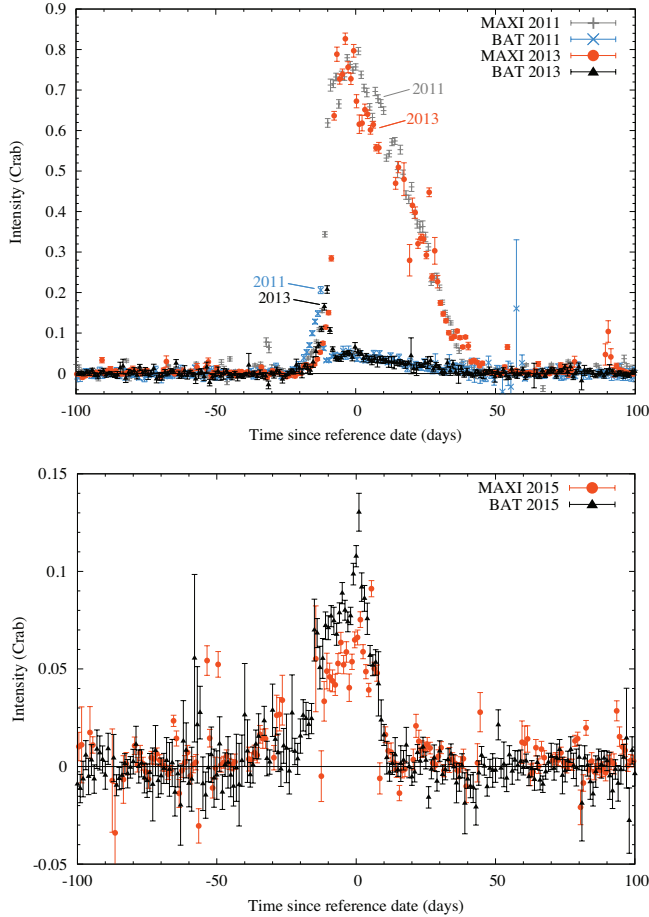 0.9
0.8
0.7
0.6
0.5
0.4
0.3
0.2
0.1
0
Intensity (Crab)
MAXI 2011
BAT 2011
MAXI 2013
BAT 2013
2011
2013
2011
2013
-100 -50 0 50 100
Time since reference date (days)
0.15
0.1
0.05
0
-0.05
Intensity (Crab)
MAXI 2015
BAT 2015
-100 -50 0 50 100
Time since reference date (days)